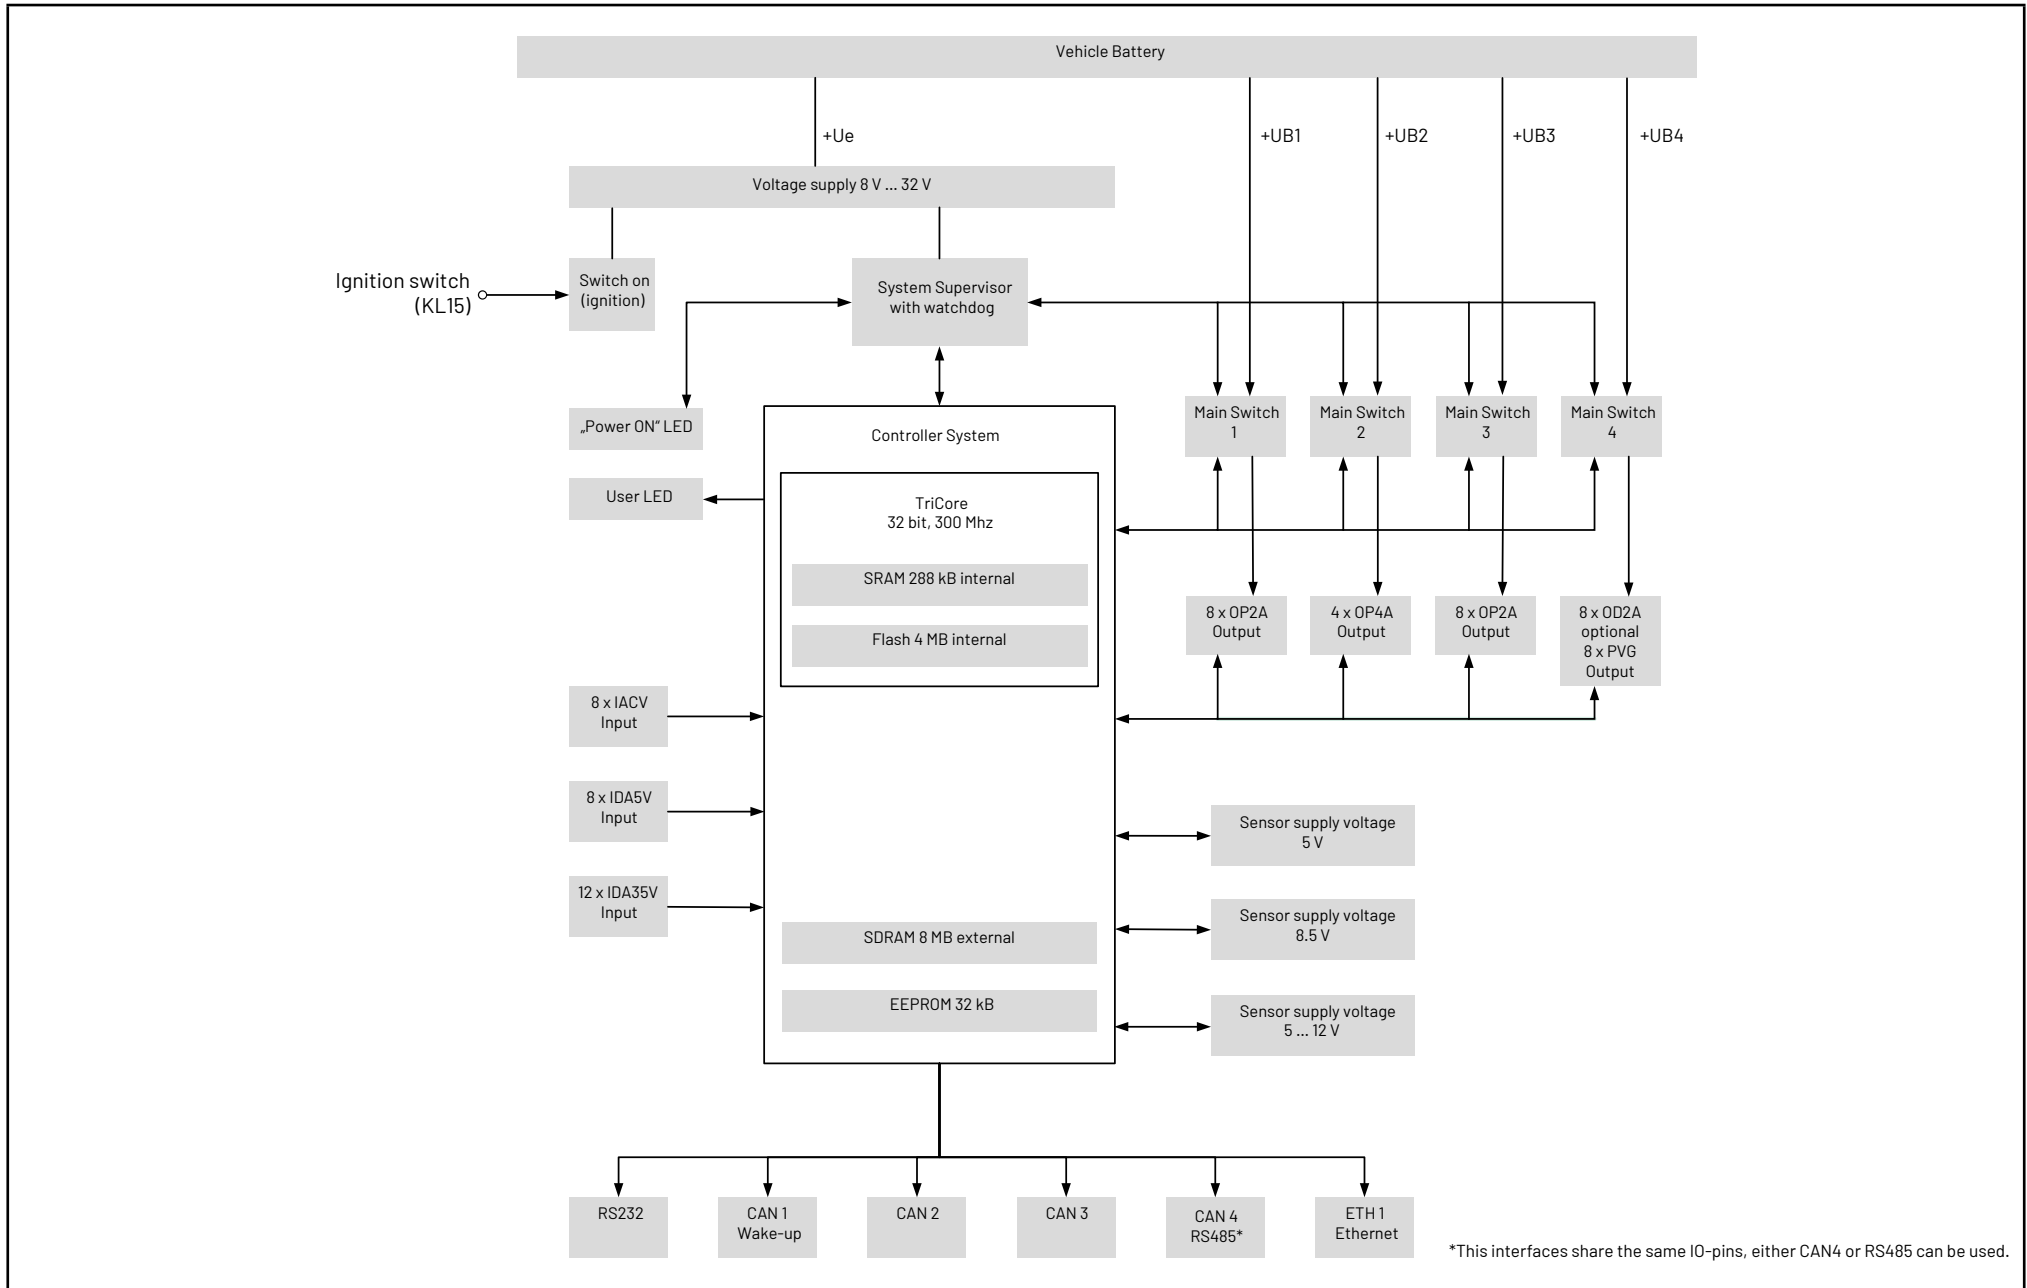 Vehicle Battery
+Ue
+UB1
+UB2
+UB3
+UB4
Voltage supply 8 V ... 32 V
Ignition switch
(KL15)
Switch on
(ignition)
System Supervisor
with watchdog
„Power ON“ LED
User LED
Main Switch
1
Main Switch
2
Main Switch
3
Main Switch
4
Controller System
TriCore
32 bit, 300 Mhz
SRAM 288 kB internal
Flash 4 MB internal
8 x OP2A
Output
4 x OP4A
Output
8 x OP2A
Output
8 x OD2A
optional
8 x PVG
Output
8 x IACV
Input
8 x IDA5V
Input
12 x IDA35V
Input
Sensor supply voltage
5 V
Sensor supply voltage
8.5 V
Sensor supply voltage
5 ... 12 V
SDRAM 8 MB external
EEPROM 32 kB
RS232
CAN 1
Wake-up
CAN 2
CAN 3
CAN 4
RS485*
ETH 1
Ethernet
*This interfaces share the same IO-pins, either CAN4 or RS485 can be used.